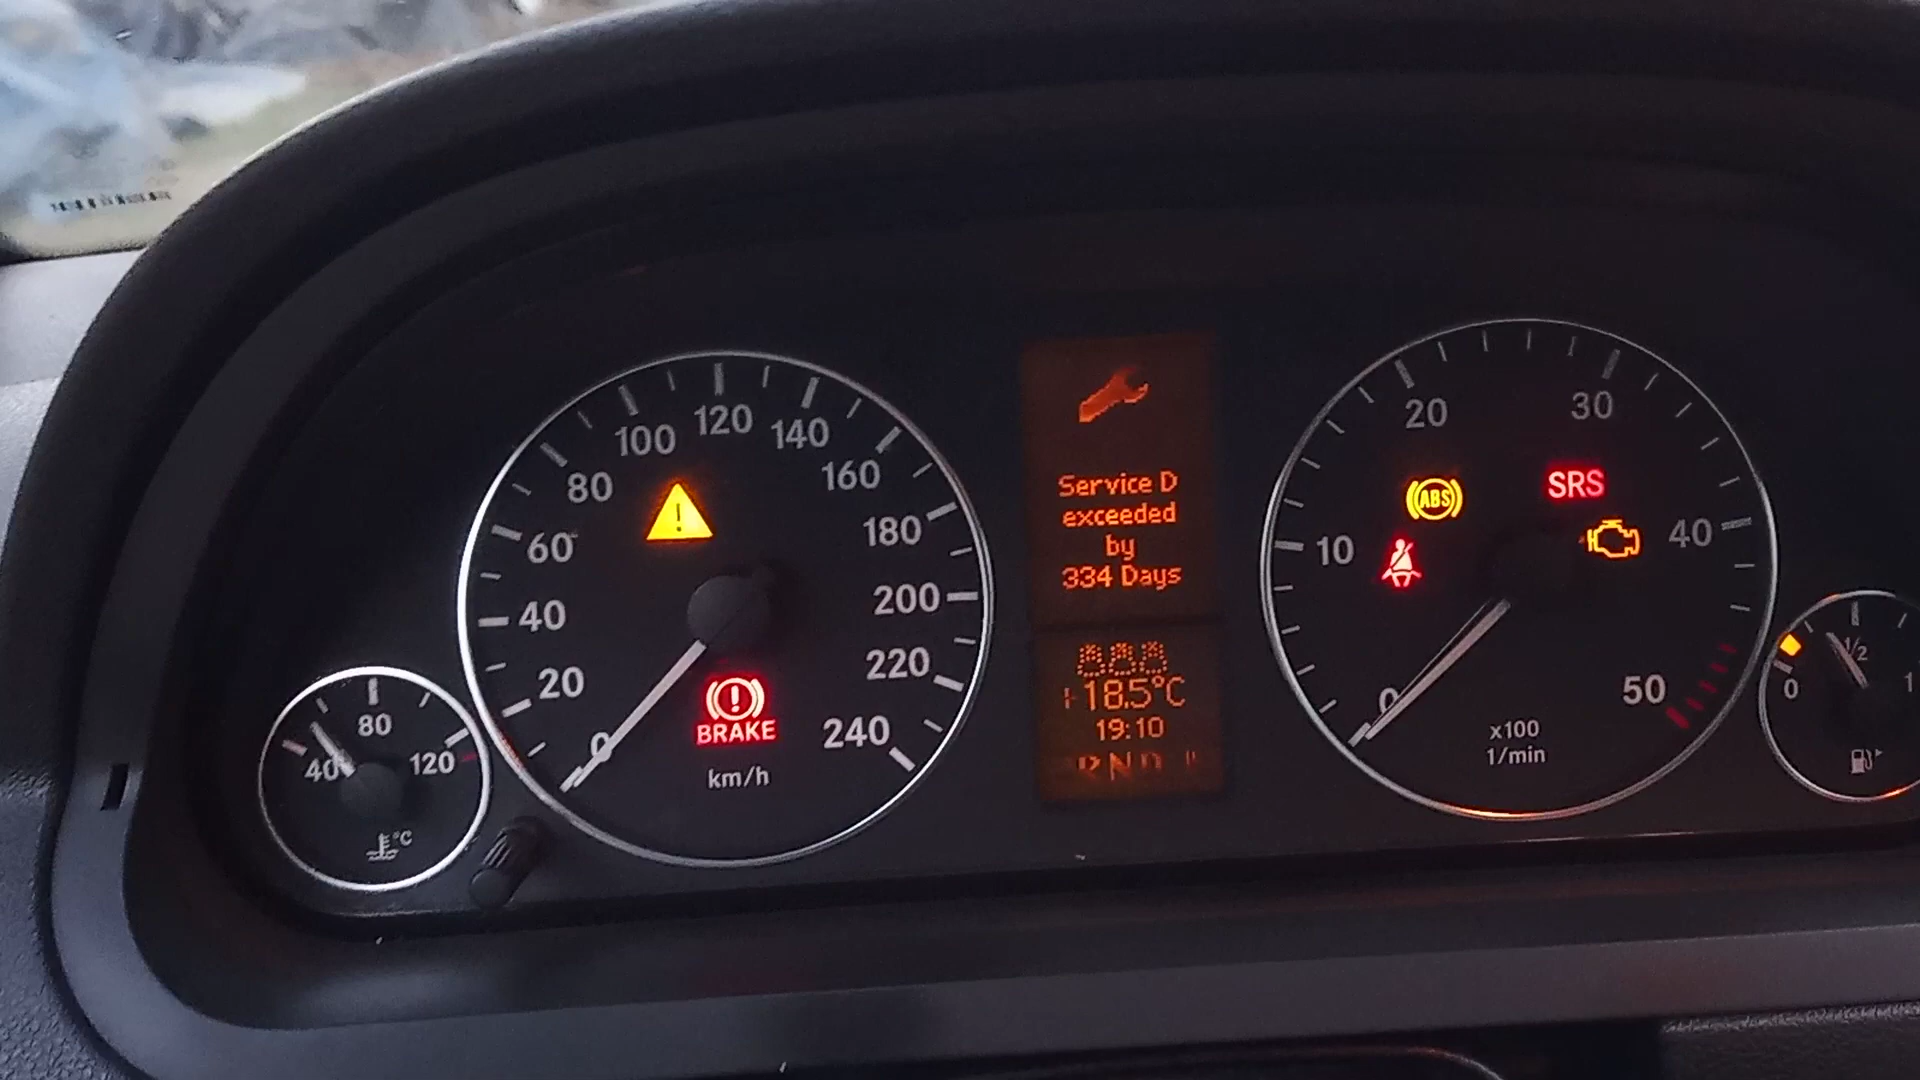 40
80
120
°C
0
20
40
60
80
100
120
140
160
180
200
220
240
BRAKE
km/h
Service D
exceeded
by
334 Days
+18.5°C
19:10
0
10
20
30
40
50
ABS
SRS
x100
1/min
0
1/2
1